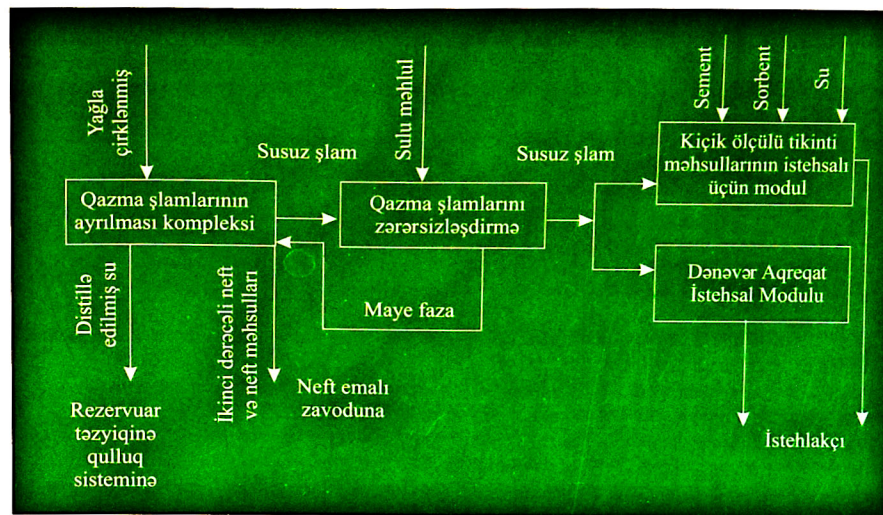 Yağla
çirklənmiş
Sulu məhlul
Sement
Sorbent
Su
Susuz şlam
Susuz şlam
Qazma şlamlarının
ayrılması kompleksi
Qazma şlamlarını
zərərsizləşdirmə
Kiçik ölçülü tikinti
məhsullarının istehsalı
üçün modul
Dənəvər Aqreqat
İstehsal Modulu
Distillə
edilmiş su
İkinci dərəcəli neft
və neft məhsulları
Maye faza
Rezervuar
təzyiqinə
qulluq
sisteminə
Neft emalı
zavoduna
İstehlakçı